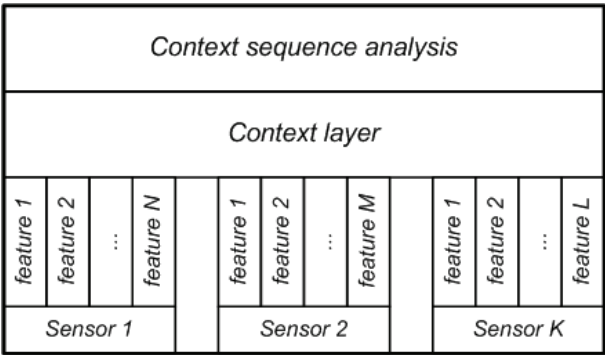 Context sequence analysis
Context layer
feature 1
feature 2
...
feature N
feature 1
feature 2
...
feature M
feature 1
feature 2
...
feature L
Sensor 1
Sensor 2
Sensor K